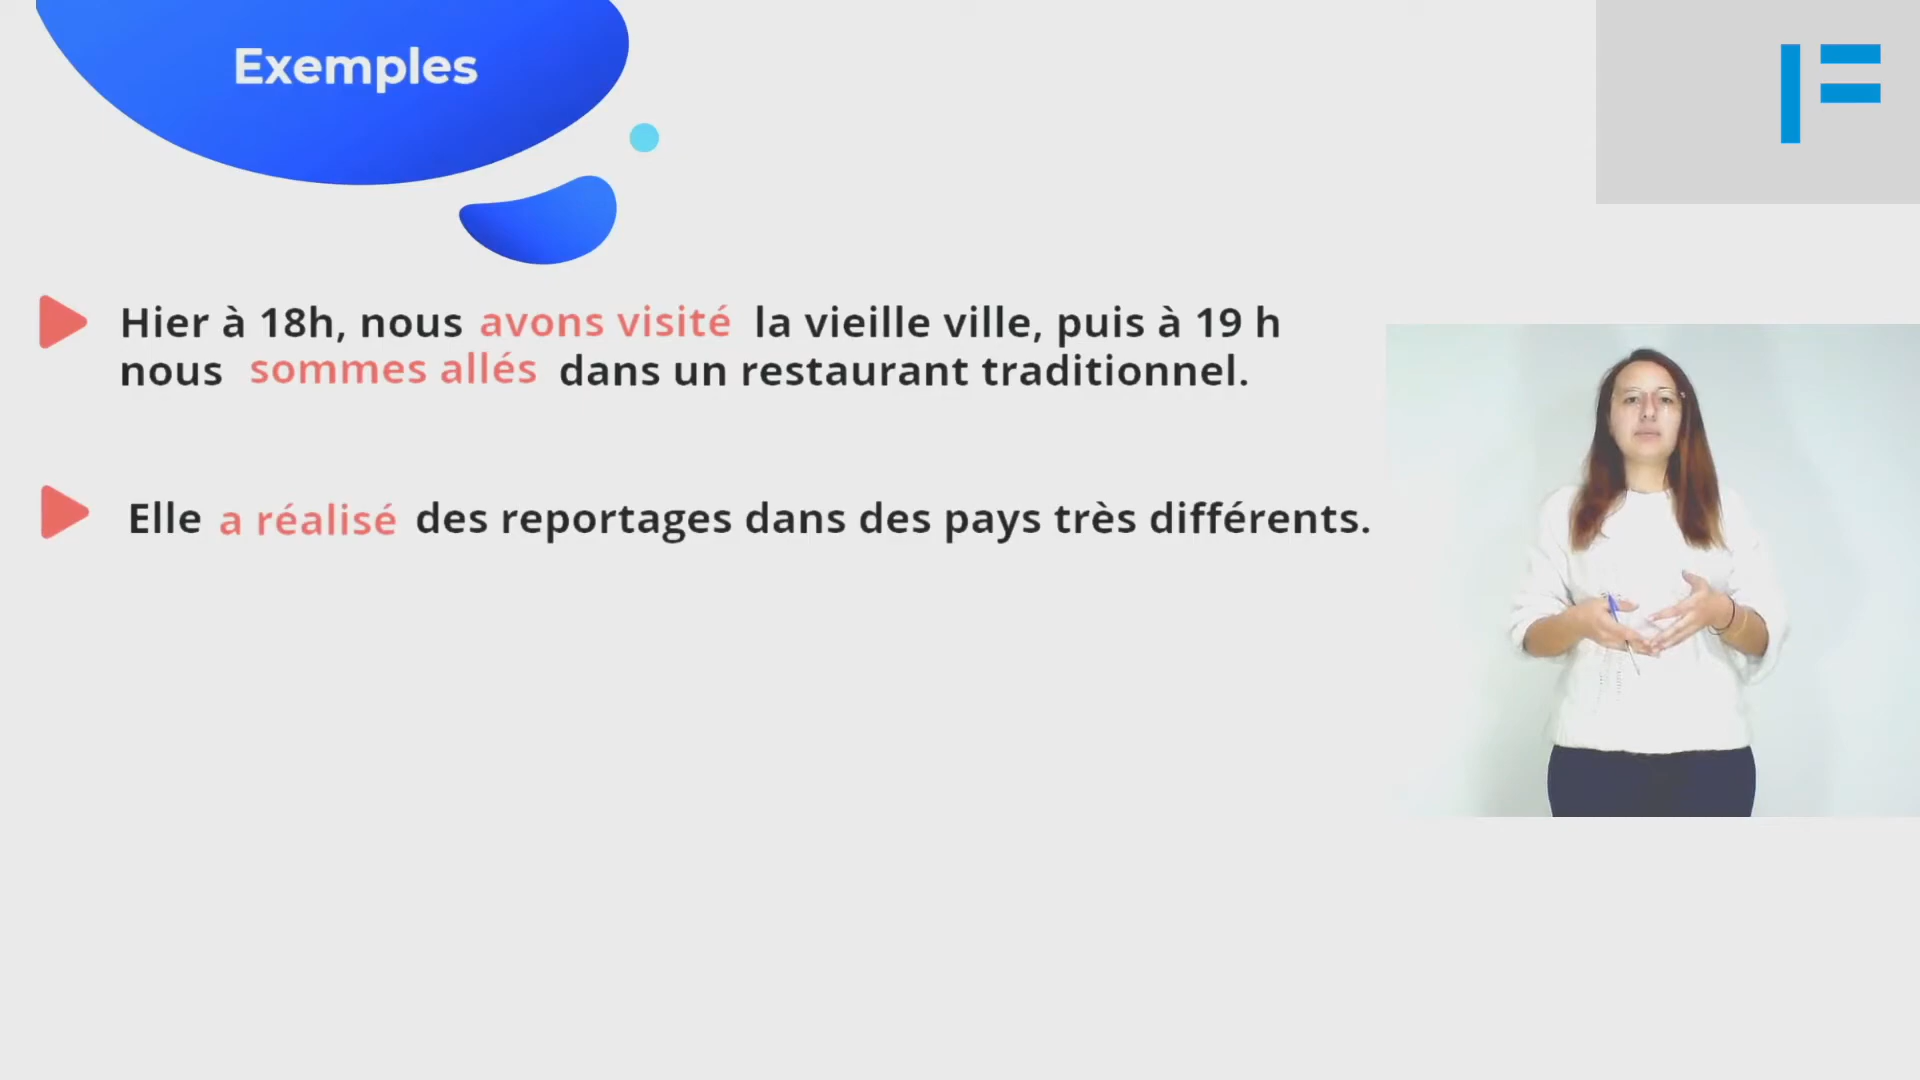 Exemples
Hier à 18h, nous avons visité la vieille ville, puis à 19 h
nous sommes allés dans un restaurant traditionnel.
Elle a réalisé des reportages dans des pays très différents.